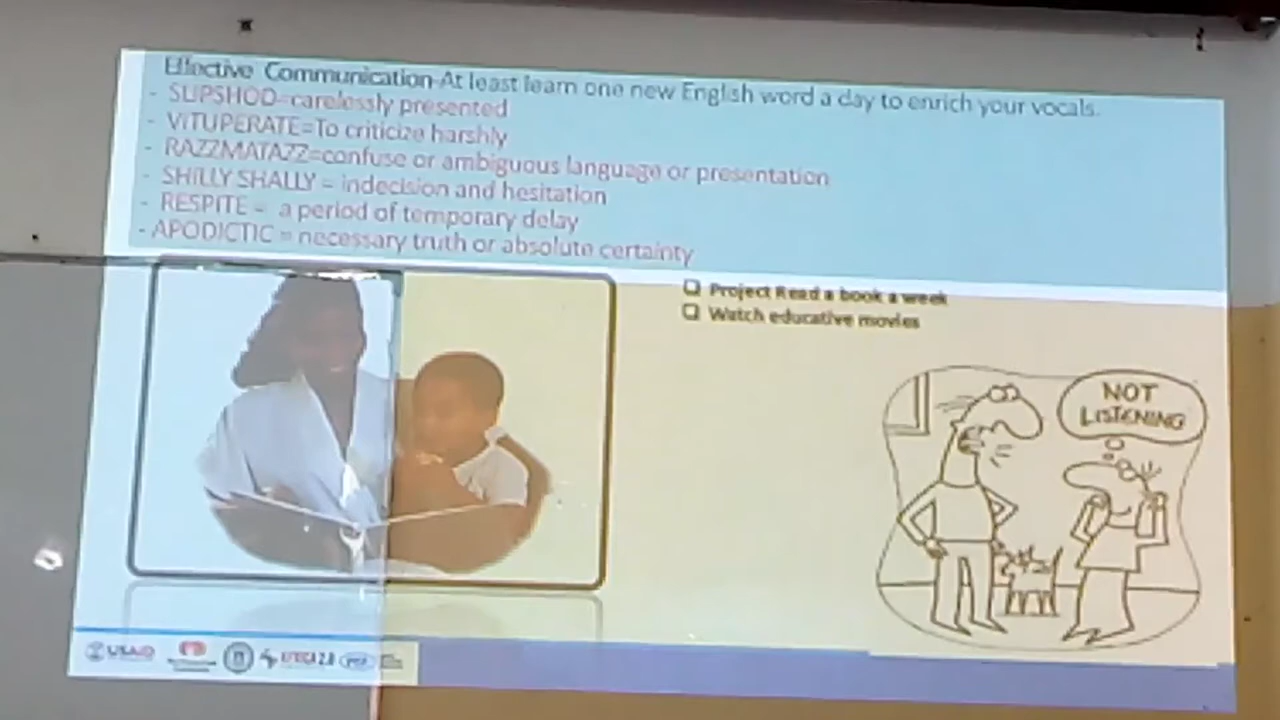 Effective Communication-At least learn one new English word a day to enrich your vocals.
- SLIPSHOD=carelessly presented
- VITUPERATE=To criticize harshly
- RAZZMATAZZ=confuse or ambiguous language or presentation
- SHILLY SHALLY = indecision and hesitation
- RESPITE = a period of temporary delay
- APODICTIC = necessary truth or absolute certainty
Project Read a book a week
Watch educative movies
NOT
LISTENING
USAID